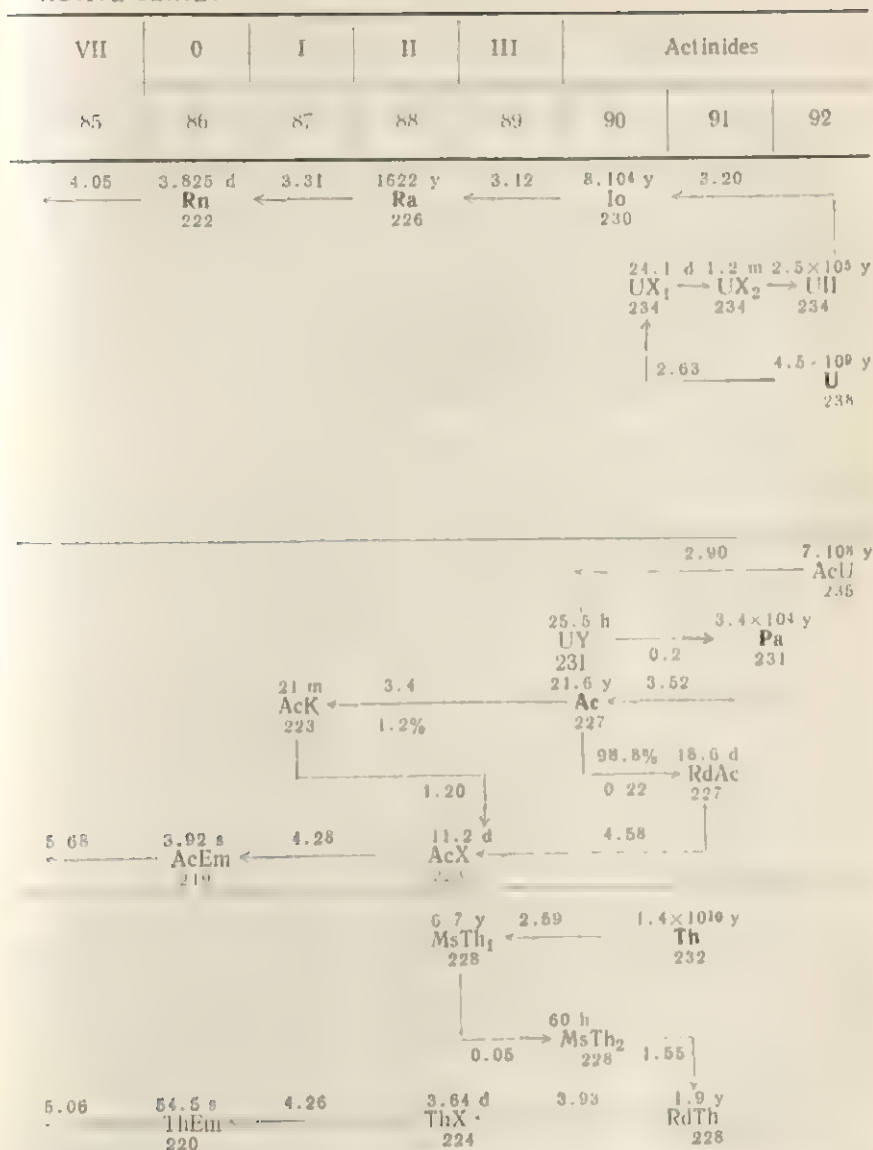 VII 0 I II III Actinides
85 86 87 88 89 90 91 92
4.05 3.825 d 3.31 1622 y 3.12 8.10⁴ y 3.20
Rn Ra Io
222 226 230
24.1 d 1.2 m 2.5×10⁵ y
UX₁ UX₂ UII
234 234 234
2.63 4.5·10⁹ y
U
238
2.90 7.10⁸ y
AcU
235
25.5 h 3.4×10⁴ y
UY Pa
231 0.2 231
21 m 3.4 21.6 y 3.52
AcK Ac
223 1.2% 227
98.8% 18.6 d
RdAc
1.20 0 22 227
5 68 3.92 s 4.28 11.2 d 4.58
AcEm AcX
219
6 7 y 2.59 1.4×10¹⁰ y
MsTh₁ Th
228 232
60 h
MsTh₂
0.05 228 1.55
5.06 54.5 s 4.26 3.64 d 3.93 1.9 y
ThEm ThX RdTh
220 224 228